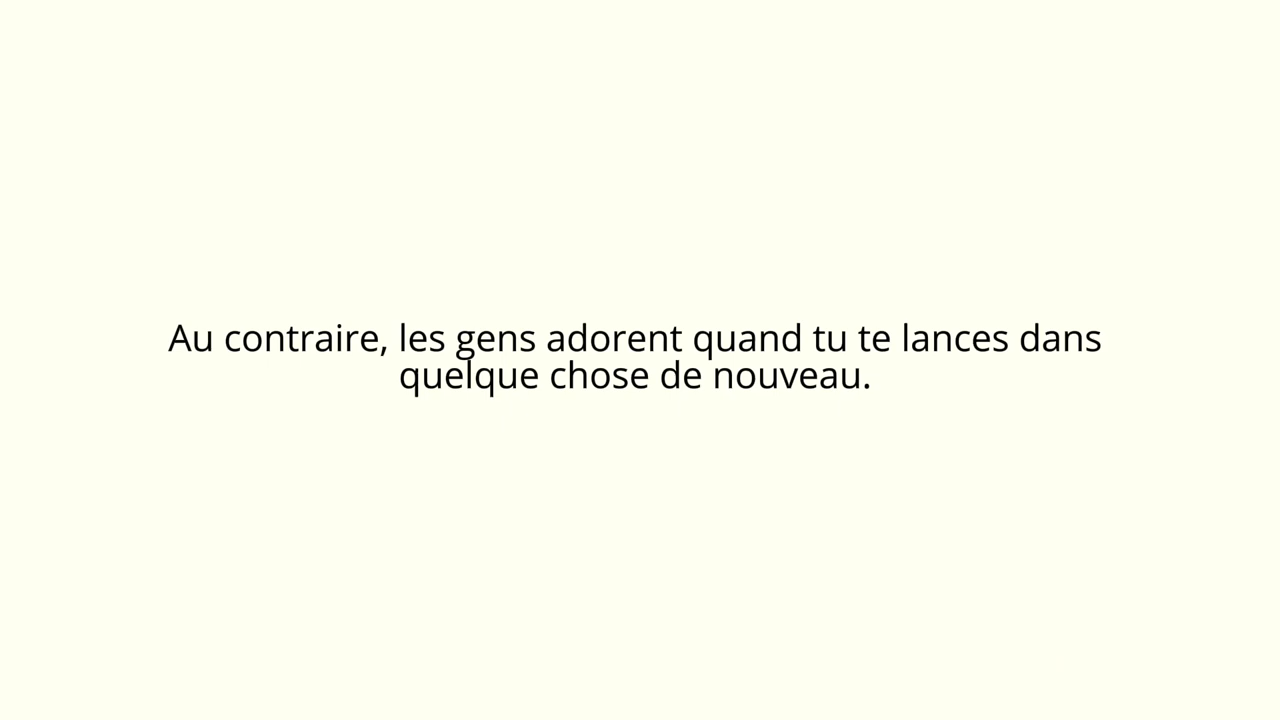 Au contraire, les gens adorent quand tu te lances dans
quelque chose de nouveau.